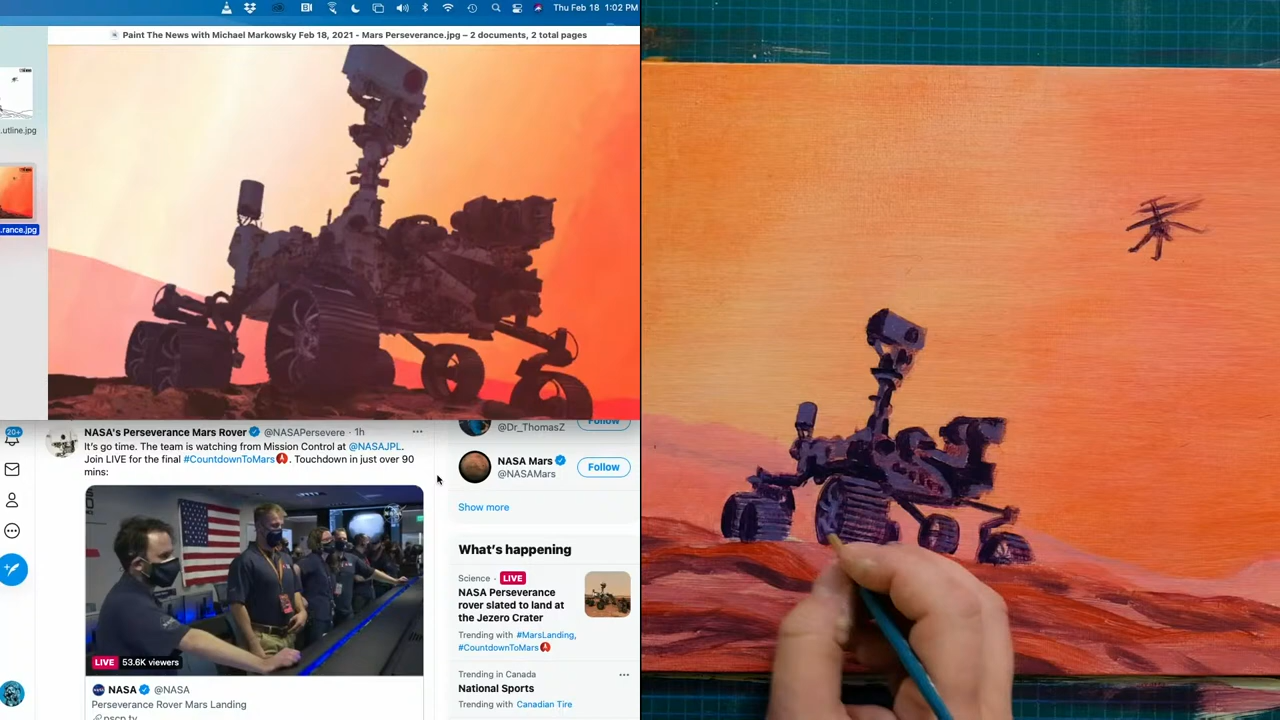 Thu Feb 18 1:02 PM
Paint The News with Michael Markowsky Feb 18, 2021 - Mars Perseverance.jpg – 2 documents, 2 total pages
...utline.jpg
...rance.jpg
20+
NASA's Perseverance Mars Rover @NASAPersevere · 1h
It's go time. The team is watching from Mission Control at @NASAJPL.
Join LIVE for the final #CountdownToMars. Touchdown in just over 90
mins:
LIVE 53.6K viewers
NASA @NASA
Perseverance Rover Mars Landing
pscp.tv
@Dr_ThomasZ
Follow
NASA Mars
@NASAMars
Follow
Show more
What's happening
Science · LIVE
NASA Perseverance
rover slated to land at
the Jezero Crater
Trending with #MarsLanding,
#CountdownToMars
Trending in Canada
National Sports
Trending with Canadian Tire